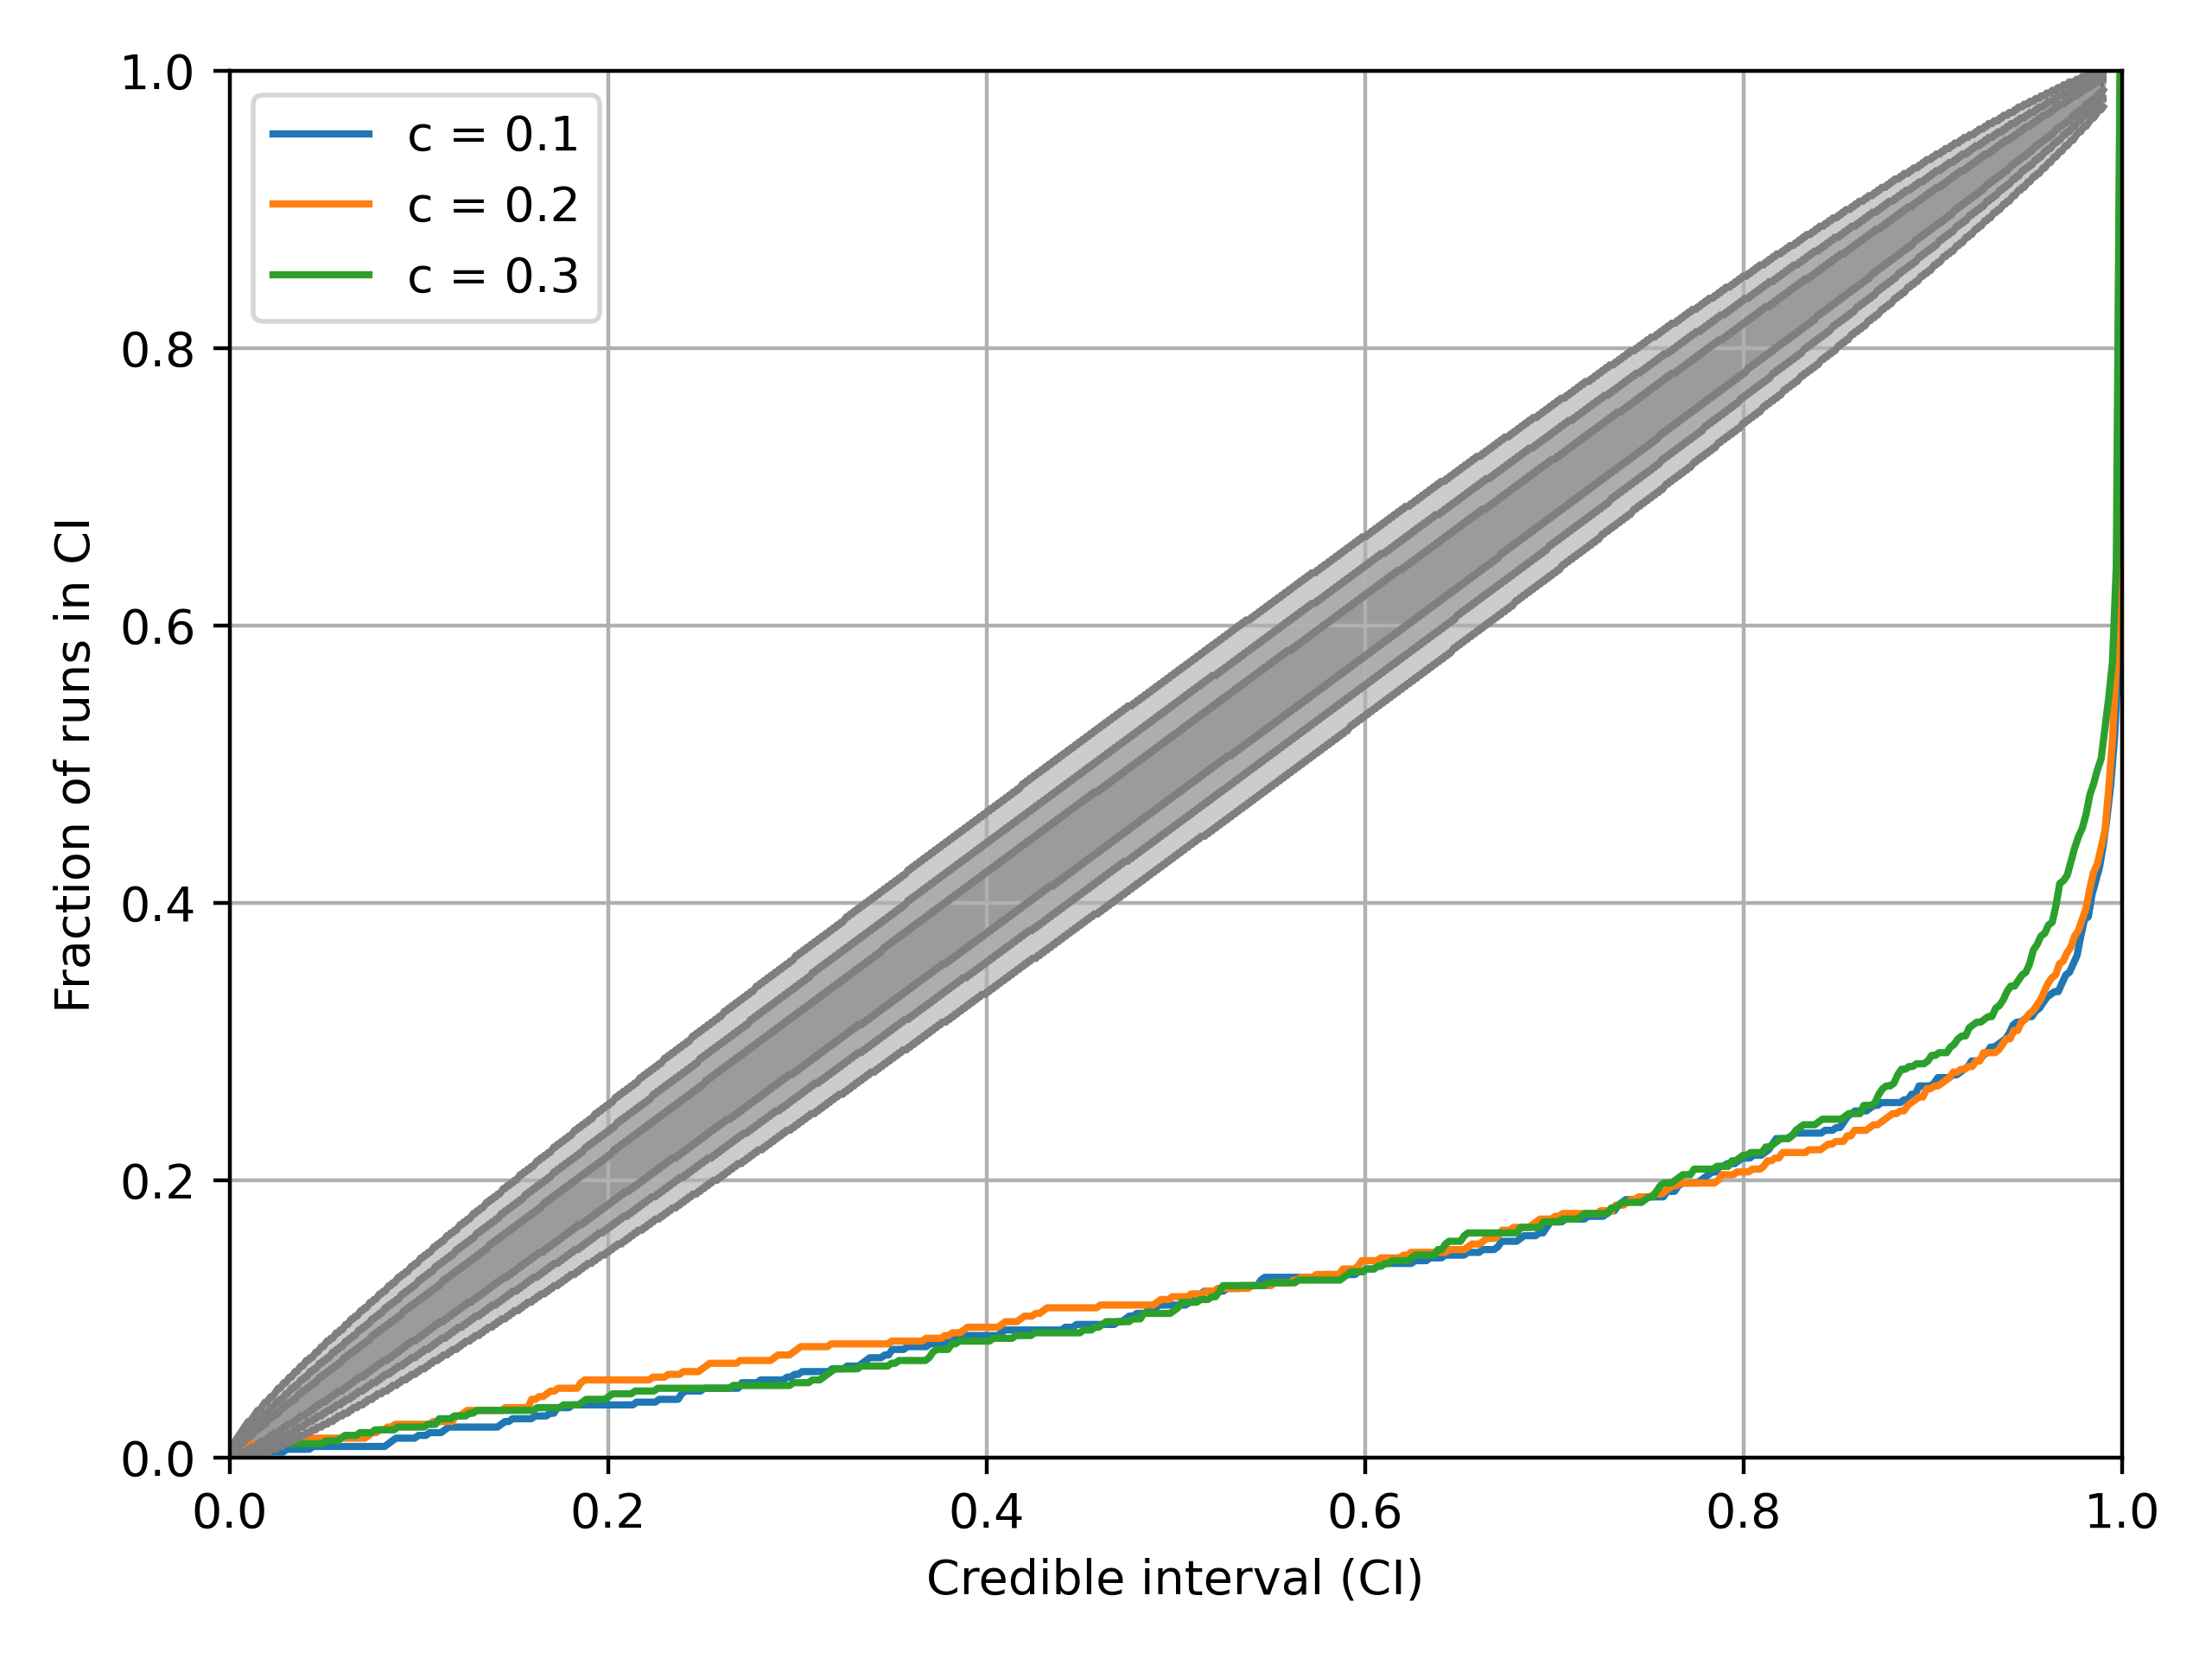 1.0
0.8
0.6
0.4
0.2
0.0
Fraction of runs in CI
c = 0.1
c = 0.2
c = 0.3
0.0 0.2 0.4 0.6 0.8 1.0
Credible interval (CI)